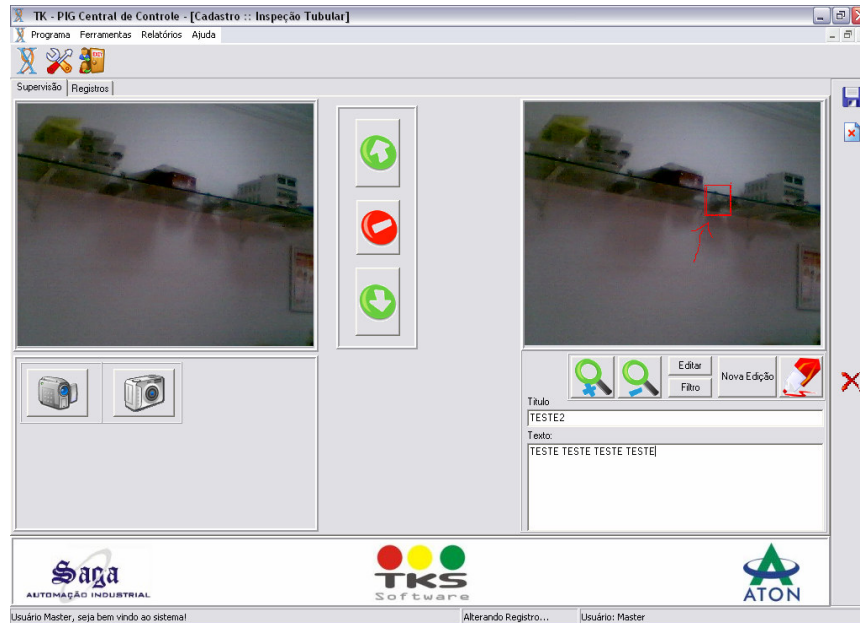 TK - PIG Central de Controle - [Cadastro :: Inspeção Tubular]
Programa Ferramentas Relatórios Ajuda
EXIT
Supervisão Registros
Editar
Filtro
Nova Edição
Titulo
TESTE2
Texto:
TESTE TESTE TESTE TESTE
Saga
AUTOMAÇÃO INDUSTRIAL
TKS
Software
ATON
Usuário Master, seja bem vindo ao sistema!
Alterando Registro...
Usuário: Master